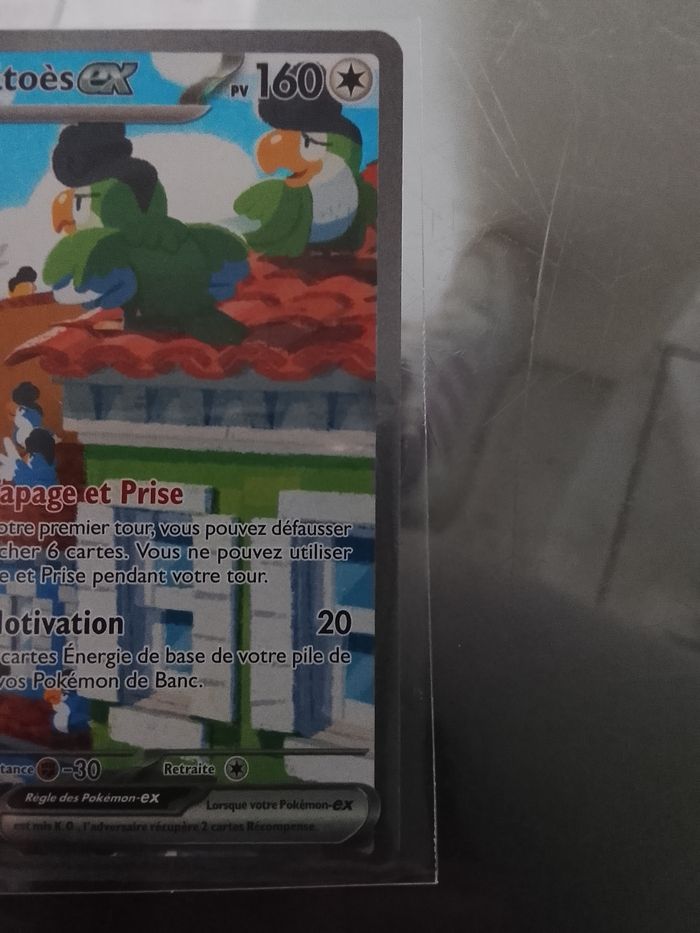 toès ex PV 160
apage et Prise
otre premier tour, vous pouvez défausser
cher 6 cartes. Vous ne pouvez utiliser
e et Prise pendant votre tour.
otivation 20
cartes Énergie de base de votre pile de
vos Pokémon de Banc.
tance -30 Retraite
Règle des Pokémon-ex Lorsque votre Pokémon-ex
est mis K.O., l'adversaire récupère 2 cartes Récompense.